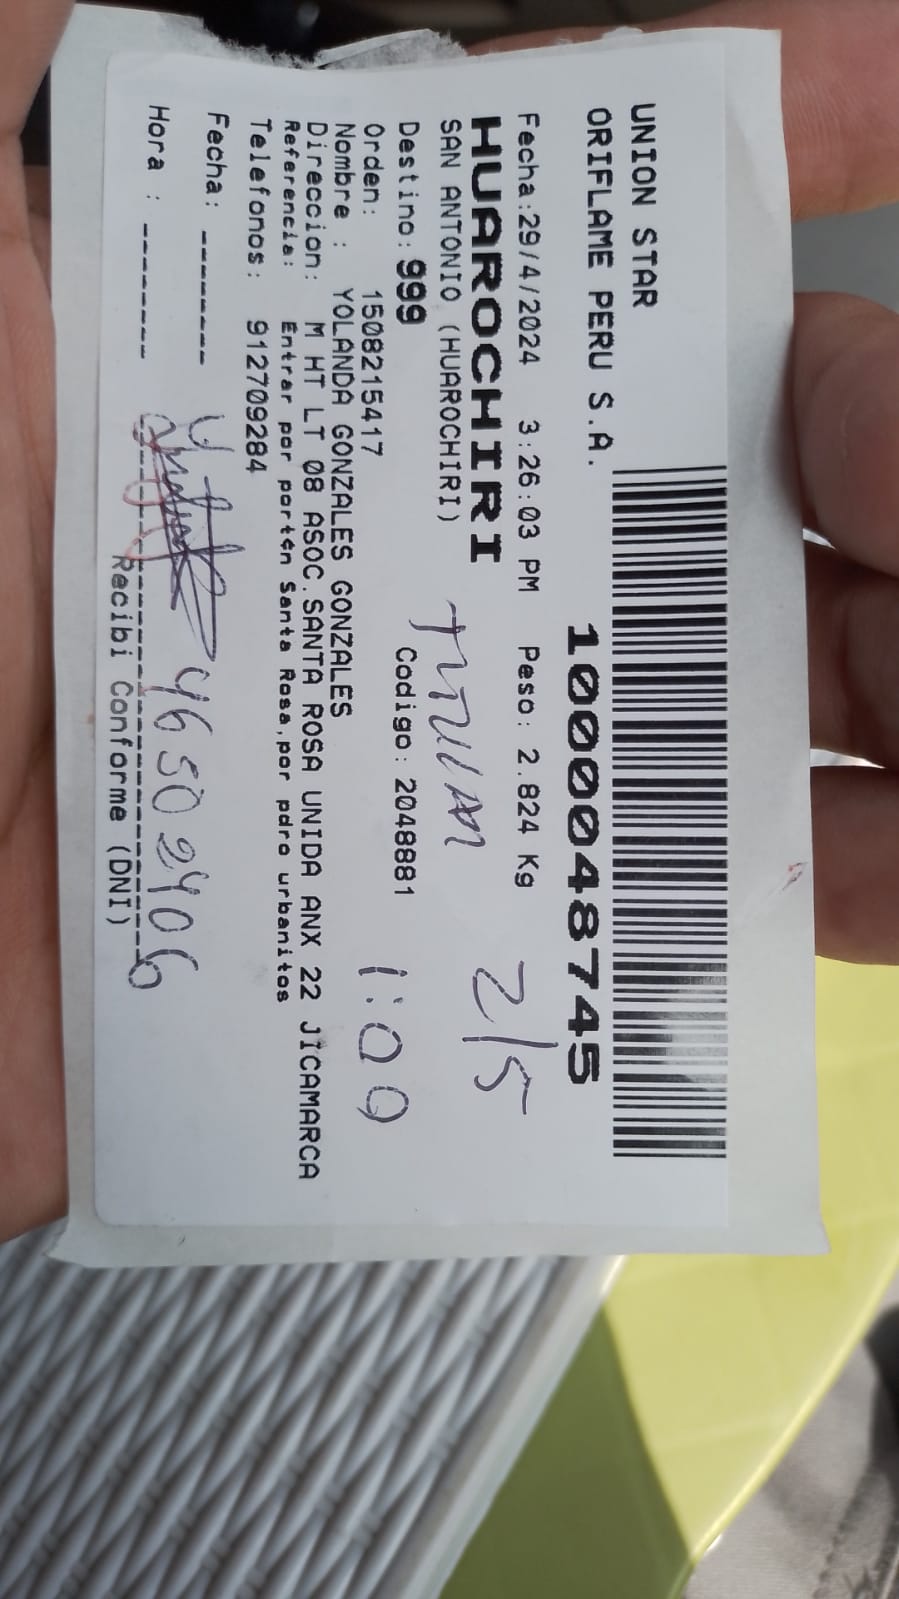 UNION STAR
ORIFLAME PERU S.A.
1000048745
Fecha:29/4/2024 3:26:03 PM Peso: 2.824 Kg
HUAROCHIRI
SAN ANTONIO (HUAROCHIRI)
2/5
Destino: 999 Codigo: 2048881
Orden: 1508215417
1:00
Nombre : YOLANDA GONZALES GONZALES
Direccion: M HT LT 08 ASOC.SANTA ROSA UNIDA ANX 22 JICAMARCA
Referencia: Entrar por portón Santa Rosa,por pdro urbanitos
Telefonos: 912709284
Fecha: --------
Hora : --------
Recibi Conforme (DNI)